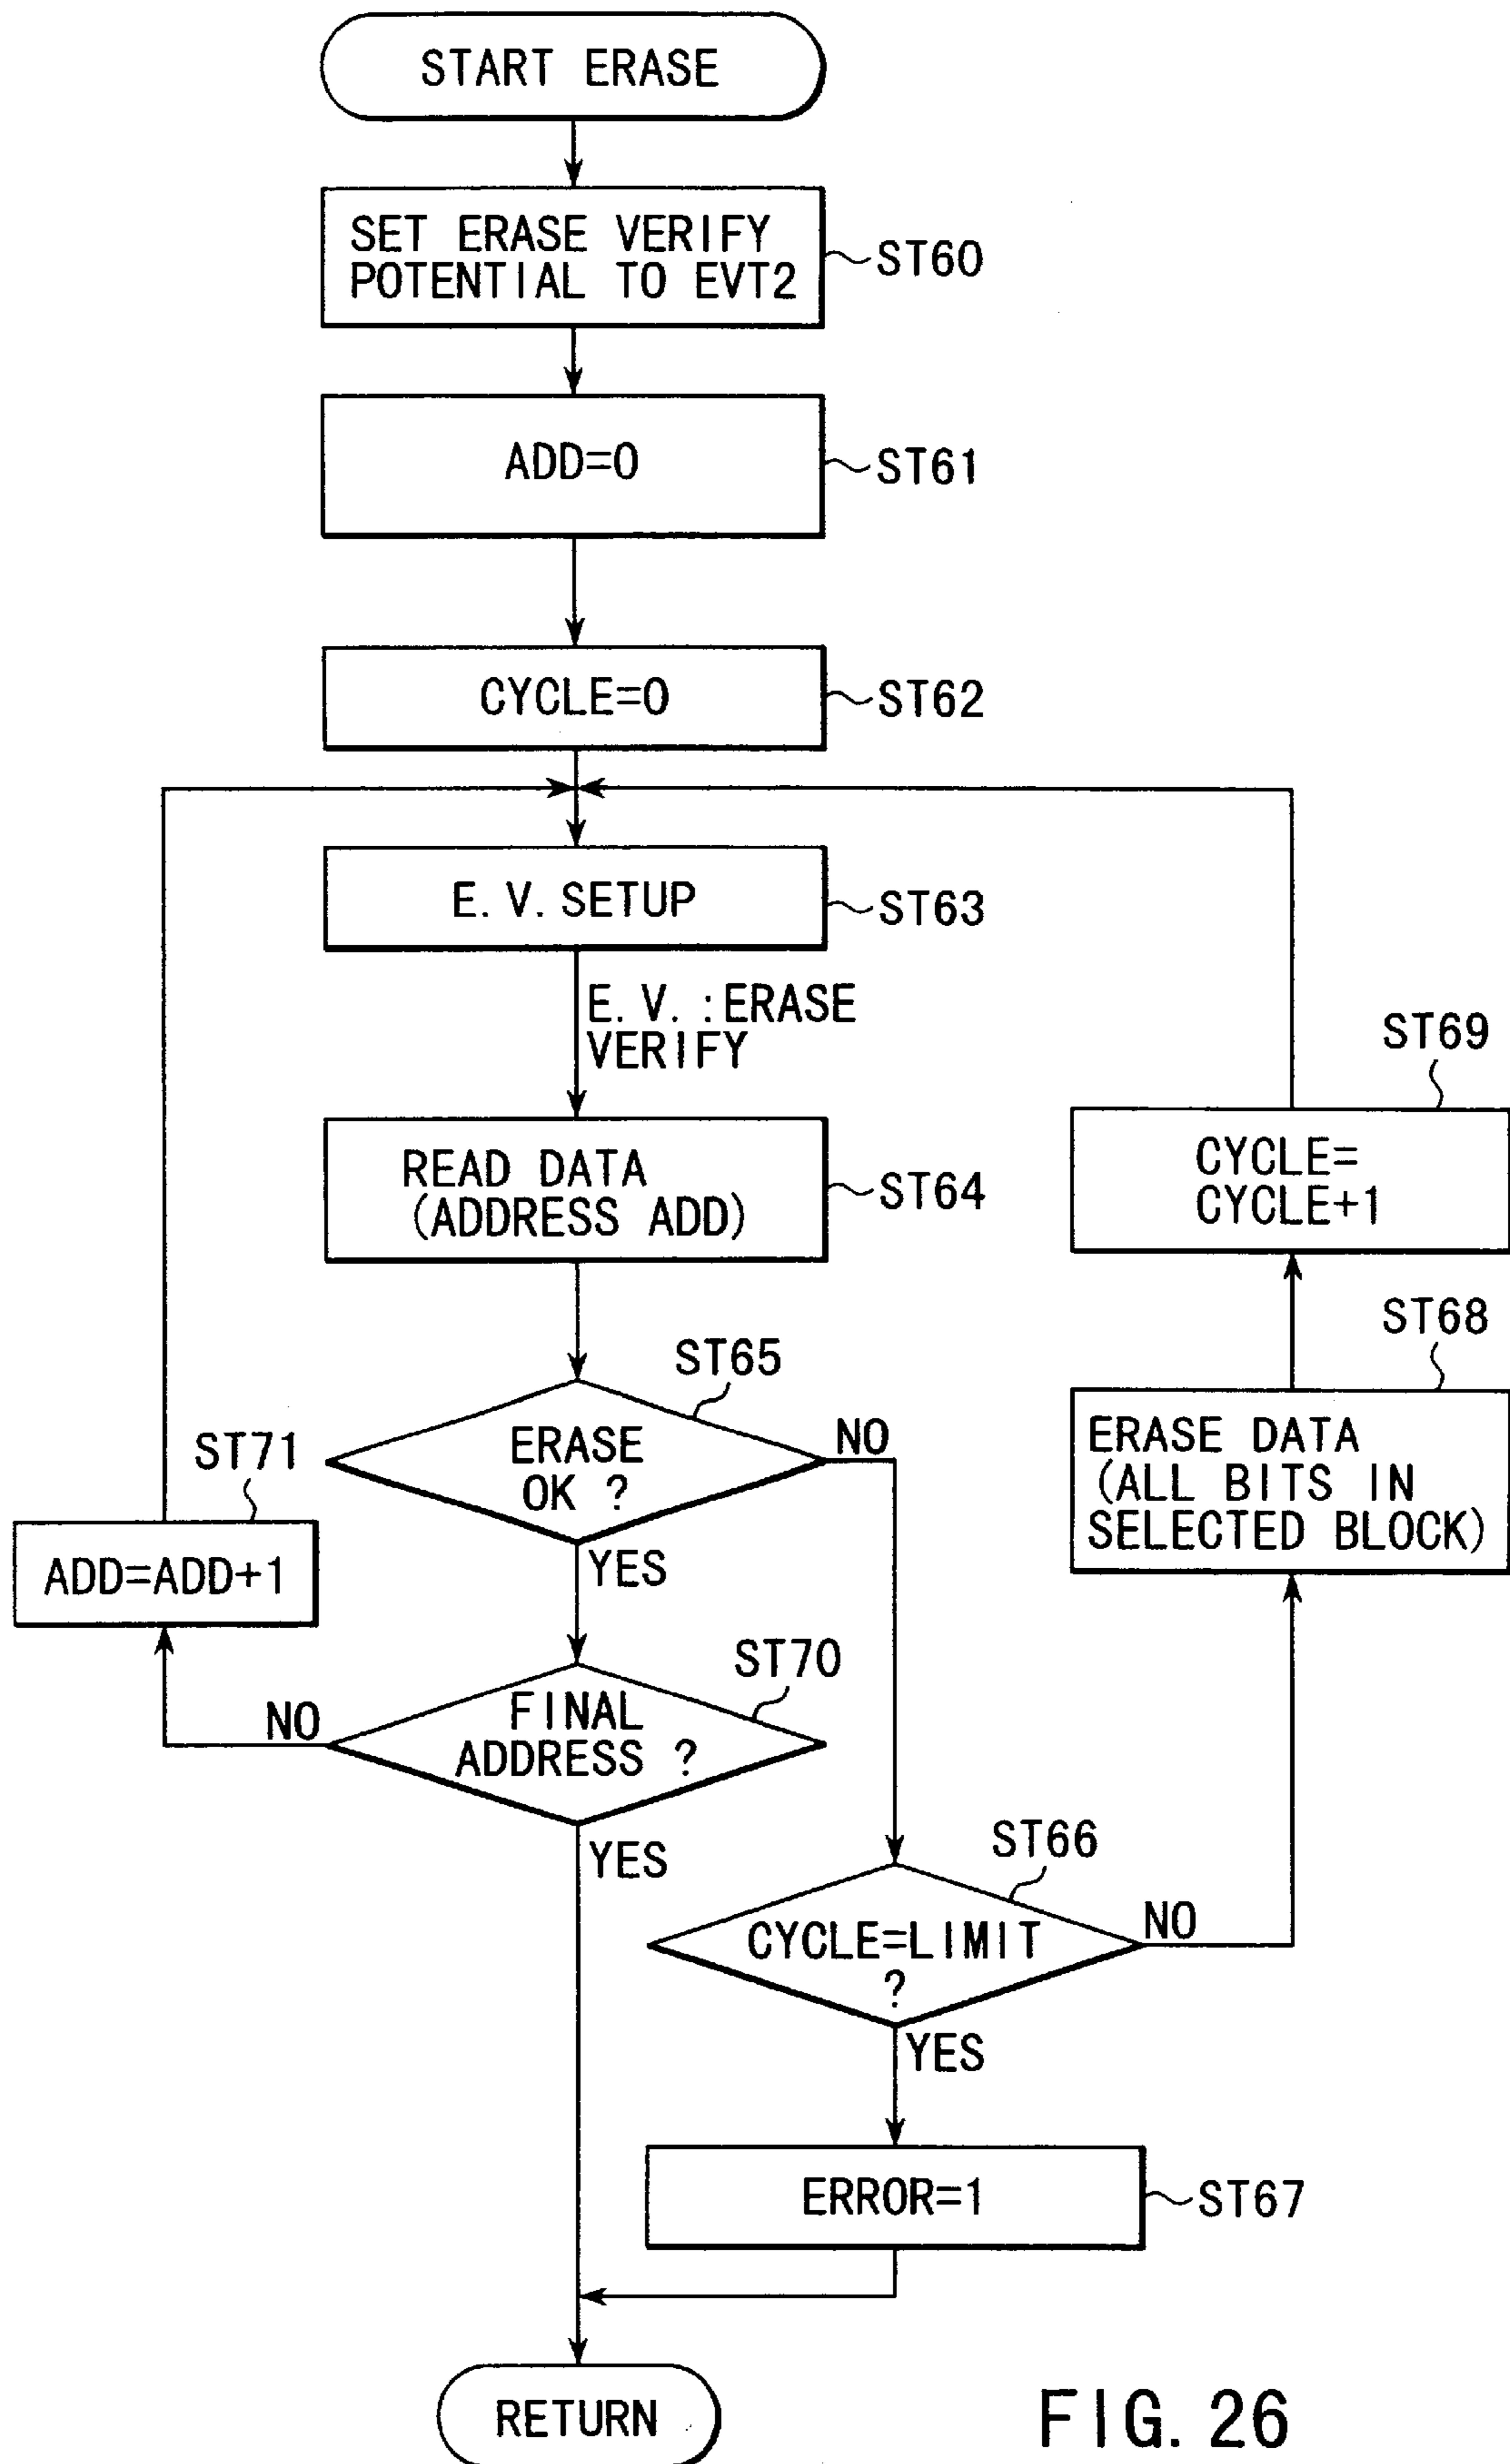 START ERASE
SET ERASE VERIFY
POTENTIAL TO EVT2
ST60
ADD=0
ST61
CYCLE=0
ST62
E. V. SETUP
ST63
E. V. : ERASE
VERIFY
READ DATA
(ADDRESS ADD)
ST64
ST69
CYCLE=
CYCLE+1
ST68
ERASE DATA
(ALL BITS IN
SELECTED BLOCK)
ST65
ERASE
OK ?
NO
YES
ST71
ADD=ADD+1
ST70
FINAL
ADDRESS ?
NO
YES
ST66
CYCLE=LIMIT
?
NO
YES
ERROR=1
ST67
RETURN
FIG. 26